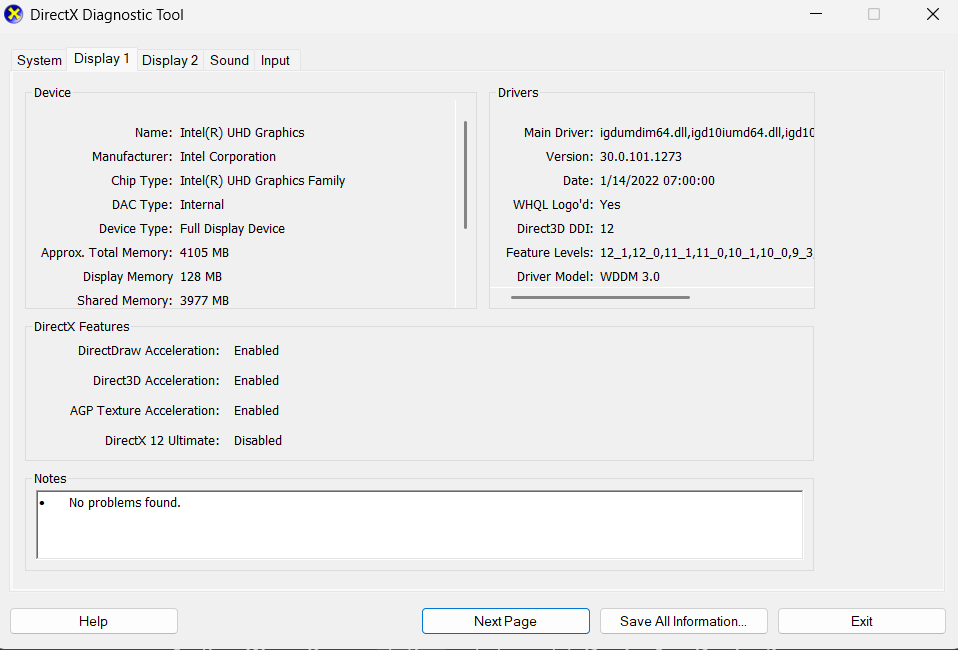 DirectX Diagnostic Tool
System Display 1 Display 2 Sound Input
Device
Name: Intel(R) UHD Graphics
Manufacturer: Intel Corporation
Chip Type: Intel(R) UHD Graphics Family
DAC Type: Internal
Device Type: Full Display Device
Approx. Total Memory: 4105 MB
Display Memory 128 MB
Shared Memory: 3977 MB
Drivers
Main Driver: igdumdim64.dll,igd10iumd64.dll,igd10
Version: 30.0.101.1273
Date: 1/14/2022 07:00:00
WHQL Logo'd: Yes
Direct3D DDI: 12
Feature Levels: 12_1,12_0,11_1,11_0,10_1,10_0,9_3,
Driver Model: WDDM 3.0
DirectX Features
DirectDraw Acceleration: Enabled
Direct3D Acceleration: Enabled
AGP Texture Acceleration: Enabled
DirectX 12 Ultimate: Disabled
Notes
• No problems found.
Help Next Page Save All Information... Exit